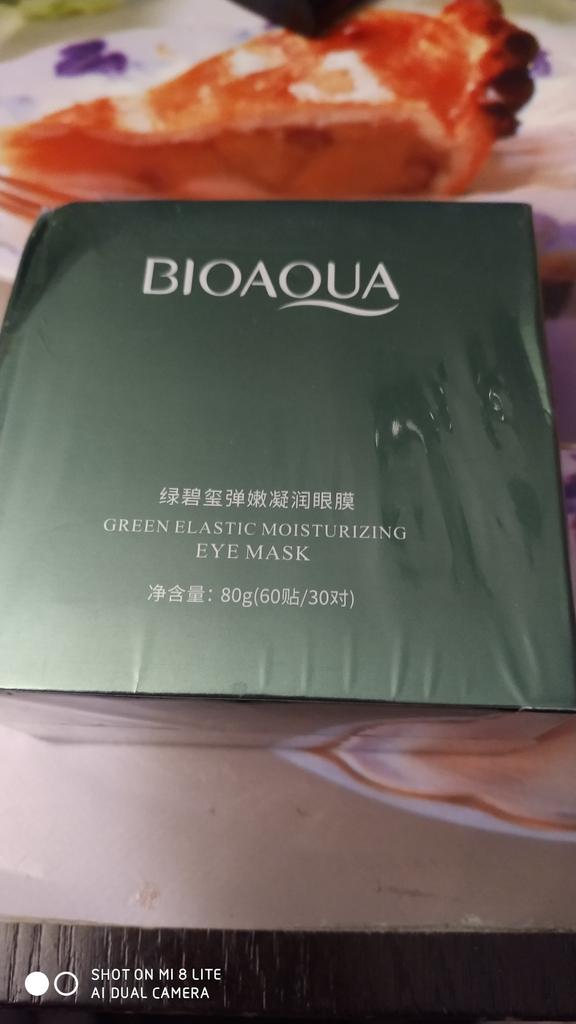 BIOAQUA
绿碧玺弹嫩凝润眼膜
GREEN ELASTIC MOISTURIZING
EYE MASK
净含量: 80g(60贴/30对)
SHOT ON MI 8 LITE
AI DUAL CAMERA